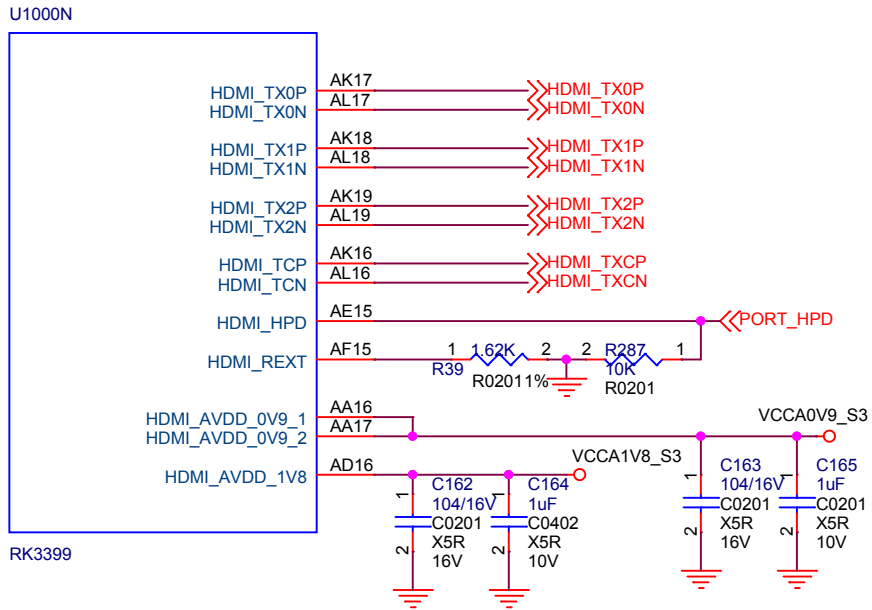 U1000N
HDMI_TX0P AK17 HDMI_TX0P
HDMI_TX0N AL17 HDMI_TX0N
HDMI_TX1P AK18 HDMI_TX1P
HDMI_TX1N AL18 HDMI_TX1N
HDMI_TX2P AK19 HDMI_TX2P
HDMI_TX2N AL19 HDMI_TX2N
HDMI_TCP AK16 HDMI_TXCP
HDMI_TCN AL16 HDMI_TXCN
HDMI_HPD AE15 PORT_HPD
HDMI_REXT AF15 1 1.62K 2 2 R287 1
R39 10K
R02011% R0201
HDMI_AVDD_0V9_1 AA16
HDMI_AVDD_0V9_2 AA17 VCCA0V9_S3
HDMI_AVDD_1V8 AD16 VCCA1V8_S3
1 C162 104/16V C0201 X5R 16V 2
1 C164 1uF C0402 X5R 10V 2
1 C163 104/16V C0201 X5R 16V 2
1 C165 1uF C0201 X5R 10V 2
RK3399